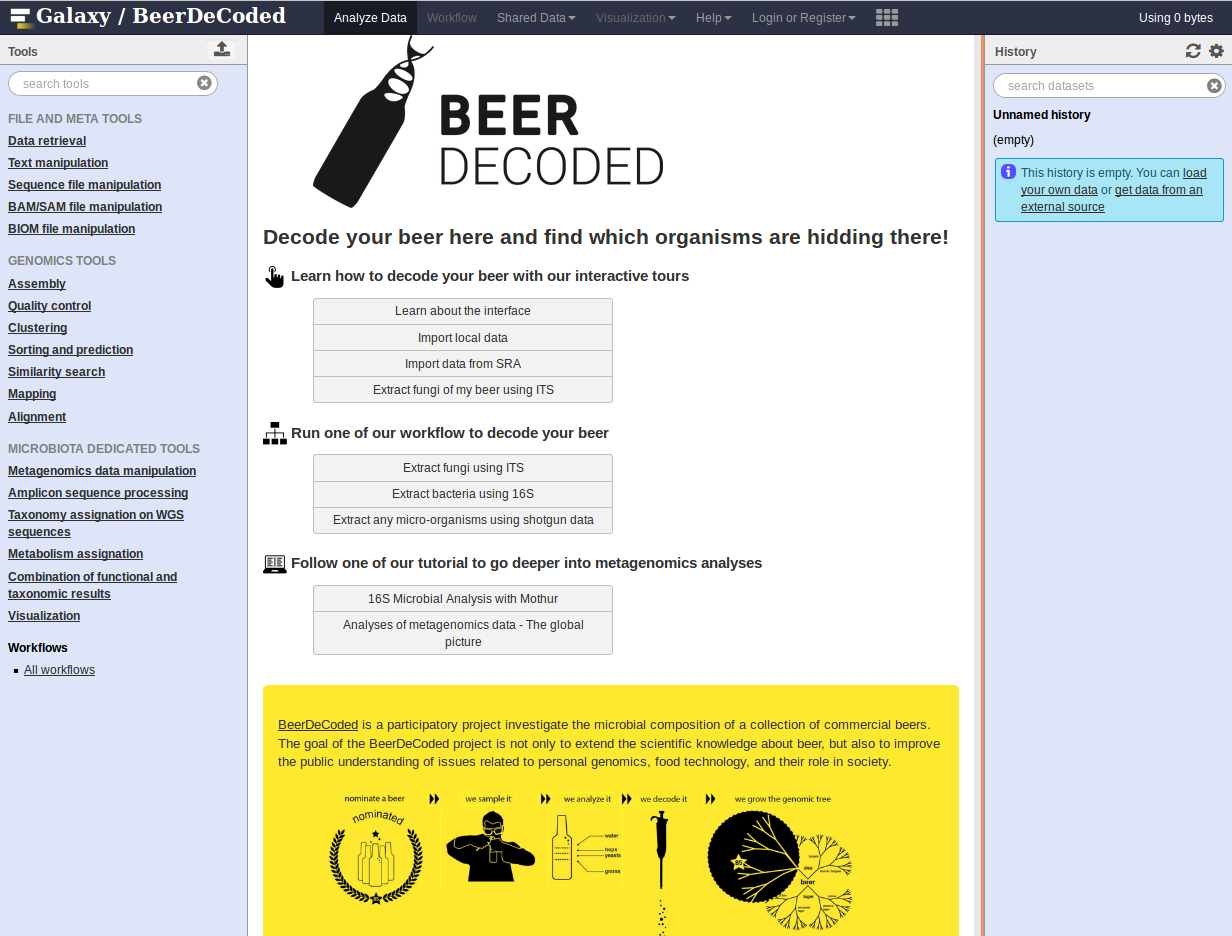 Galaxy / BeerDeCoded
Analyze Data
Workflow
Shared Data
Visualization
Help
Login or Register
Using 0 bytes
Tools
search tools
FILE AND META TOOLS
Data retrieval
Text manipulation
Sequence file manipulation
BAM/SAM file manipulation
BIOM file manipulation
GENOMICS TOOLS
Assembly
Quality control
Clustering
Sorting and prediction
Similarity search
Mapping
Alignment
MICROBIOTA DEDICATED TOOLS
Metagenomics data manipulation
Amplicon sequence processing
Taxonomy assignation on WGS
sequences
Metabolism assignation
Combination of functional and
taxonomic results
Visualization
Workflows
All workflows
BEER
DECODED
Decode your beer here and find which organisms are hidding there!
Learn how to decode your beer with our interactive tours
Learn about the interface
Import local data
Import data from SRA
Extract fungi of my beer using ITS
Run one of our workflow to decode your beer
Extract fungi using ITS
Extract bacteria using 16S
Extract any micro-organisms using shotgun data
Follow one of our tutorial to go deeper into metagenomics analyses
16S Microbial Analysis with Mothur
Analyses of metagenomics data - The global
picture
BeerDeCoded is a participatory project investigate the microbial composition of a collection of commercial beers.
The goal of the BeerDeCoded project is not only to extend the scientific knowledge about beer, but also to improve
the public understanding of issues related to personal genomics, food technology, and their role in society.
nominate a beer
we sample it
we analyze it
we decode it
we grow the genomic tree
nominated
water
hops
yeasts
grains
ales
beer
lager
History
search datasets
Unnamed history
(empty)
This history is empty. You can load
your own data or get data from an
external source